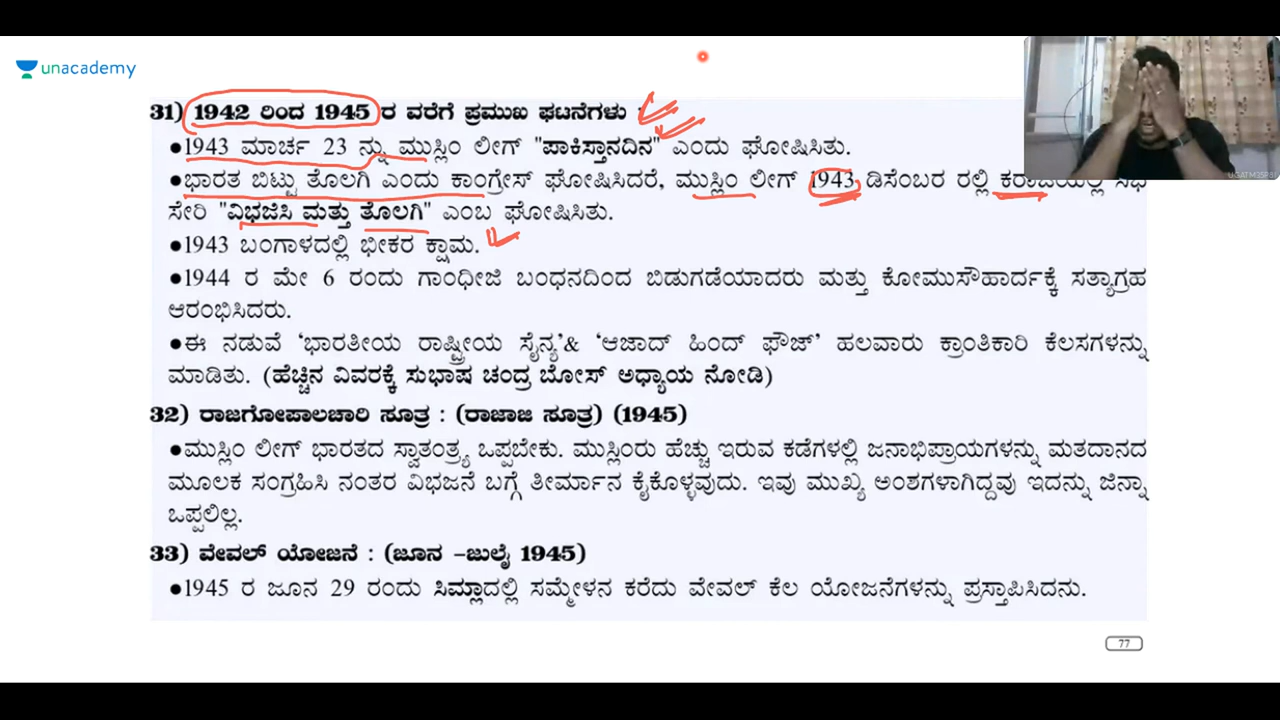 unacademy
31) 1942 ರಿಂದ 1945 ರ ವರೆಗೆ ಪ್ರಮುಖ ಘಟನೆಗಳು
●1943 ಮಾರ್ಚ 23 ನ್ನು ಮುಸ್ಲಿಂ ಲೀಗ್ "ಪಾಕಿಸ್ತಾನದಿನ" ಎಂದು ಘೋಷಿಸಿತು.
●ಭಾರತ ಬಿಟ್ಟು ತೊಲಗಿ ಎಂದು ಕಾಂಗ್ರೇಸ್ ಘೋಷಿಸಿದರೆ, ಮುಸ್ಲಿಂ ಲೀಗ್ 1943 ಡಿಸೆಂಬರ ರಲ್ಲಿ ಕರಾಚಿಯಲ್ಲಿ ಸಭೆ
ಸೇರಿ "ವಿಭಜಿಸಿ ಮತ್ತು ತೊಲಗಿ" ಎಂಬ ಘೋಷಿಸಿತು.
●1943 ಬಂಗಾಳದಲ್ಲಿ ಭೀಕರ ಕ್ಷಾಮ.
●1944 ರ ಮೇ 6 ರಂದು ಗಾಂಧೀಜಿ ಬಂಧನದಿಂದ ಬಿಡುಗಡೆಯಾದರು ಮತ್ತು ಕೋಮುಸೌಹಾರ್ದಕ್ಕೆ ಸತ್ಯಾಗ್ರಹ
ಆರಂಭಿಸಿದರು.
●ಈ ನಡುವೆ 'ಭಾರತೀಯ ರಾಷ್ಟ್ರೀಯ ಸೈನ್ಯ'& 'ಆಜಾದ್ ಹಿಂದ್ ಫೌಜ್' ಹಲವಾರು ಕ್ರಾಂತಿಕಾರಿ ಕೆಲಸಗಳನ್ನು
ಮಾಡಿತು. (ಹೆಚ್ಚಿನ ವಿವರಕ್ಕೆ ಸುಭಾಷ ಚಂದ್ರ ಬೋಸ್ ಅಧ್ಯಾಯ ನೋಡಿ)
32) ರಾಜಗೋಪಾಲಚಾರಿ ಸೂತ್ರ : (ರಾಜಾಜಿ ಸೂತ್ರ) (1945)
●ಮುಸ್ಲಿಂ ಲೀಗ್ ಭಾರತದ ಸ್ವಾತಂತ್ರ್ಯ ಒಪ್ಪಬೇಕು. ಮುಸ್ಲಿಂರು ಹೆಚ್ಚು ಇರುವ ಕಡೆಗಳಲ್ಲಿ ಜನಾಭಿಪ್ರಾಯಗಳನ್ನು ಮತದಾನದ
ಮೂಲಕ ಸಂಗ್ರಹಿಸಿ ನಂತರ ವಿಭಜನೆ ಬಗ್ಗೆ ತೀರ್ಮಾನ ಕೈಕೊಳ್ಳವುದು. ಇವು ಮುಖ್ಯ ಅಂಶಗಳಾಗಿದ್ದವು ಇದನ್ನು ಜಿನ್ನಾ
ಒಪ್ಪಲಿಲ್ಲ.
33) ವೇವಲ್ ಯೋಜನೆ : (ಜೂನ -ಜುಲೈ 1945)
●1945 ರ ಜೂನ 29 ರಂದು ಸಿಮ್ಲಾದಲ್ಲಿ ಸಮ್ಮೇಳನ ಕರೆದು ವೇವಲ್ ಕೆಲ ಯೋಜನೆಗಳನ್ನು ಪ್ರಸ್ತಾಪಿಸಿದನು.
77